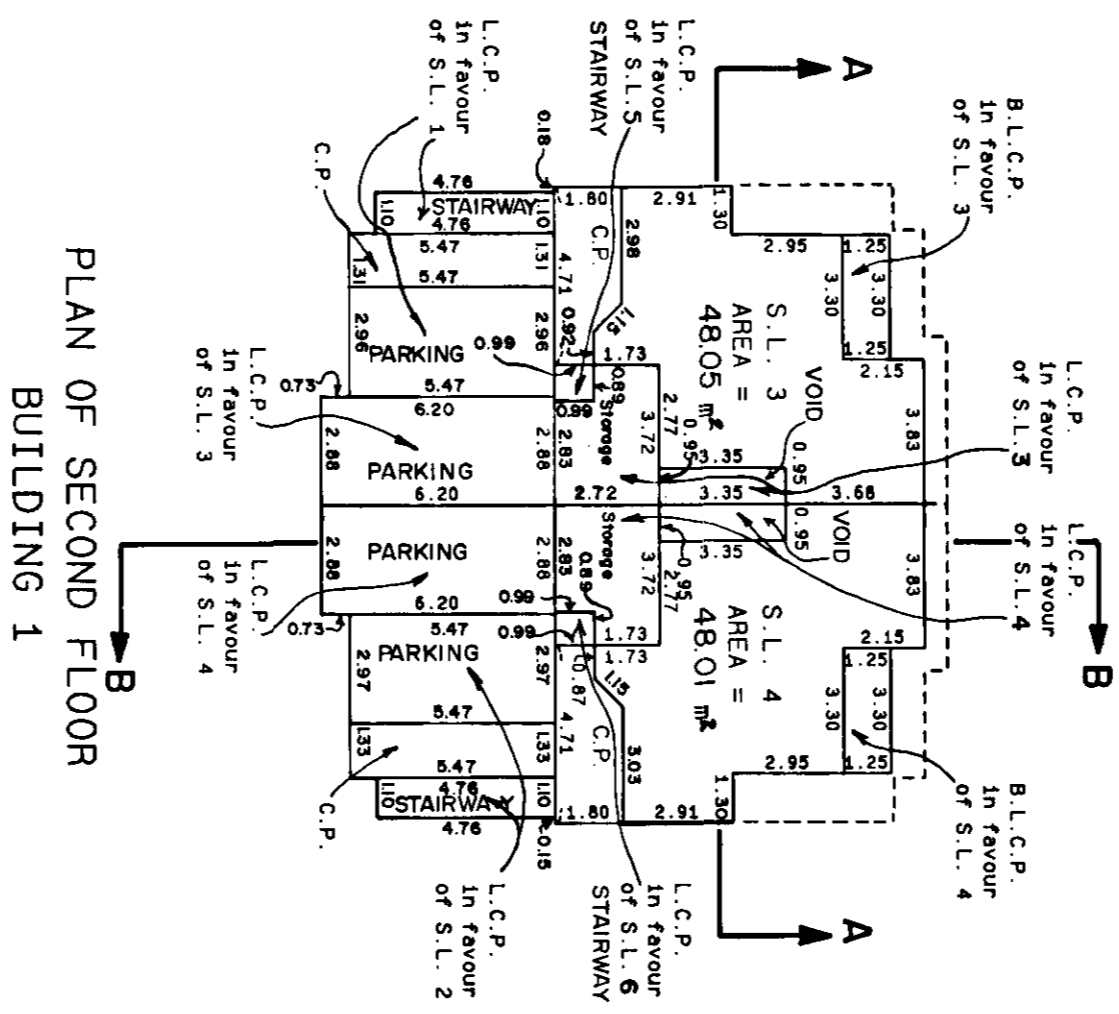 A
A
L.C.P.
in favour
of S.L. 1
L.C.P.
in favour
of S.L.5
STAIRWAY
B.L.C.P.
in favour
of S.L. 3
C.P.
0.18
4.76
STAIRWAY
4.76
1.10
1.10
5.47
5.47
1.31
1.31
2.96
2.96
PARKING
5.47
0.73
L.C.P.
in favour
of S.L. 3
6.20
2.88
2.88
PARKING
6.20
1.80
2.91
1.30
C.P.
4.71
2.98
1.15
0.92
0.99
1.73
0.89
0.99
Storage
2.83
3.72
2.77
0.95
2.72
S.L. 3
AREA =
48.05 m²
2.95
1.25
3.30
3.30
1.25
2.15
VOID
3.35
0.95
3.35
3.66
3.83
L.C.P.
in favour
of S.L.3
L.C.P.
in favour
of S.L.4
B
B
VOID
0.95
3.35
0.95
3.83
Storage
2.83
3.72
2.77
0.89
0.99
0.99
1.73
1.73
0.87
1.15
4.71
C.P.
3.03
1.80
2.91
1.30
S.L. 4
AREA =
48.01 m²
2.15
1.25
3.30
3.30
1.25
2.95
B.L.C.P.
in favour
of S.L. 4
2.88
PARKING
2.88
6.20
0.73
L.C.P.
in favour
of S.L. 4
5.47
PARKING
2.97
2.97
5.47
1.33
1.33
5.47
4.76
STAIRWAY
1.10
1.10
4.76
0.15
C.P.
L.C.P.
in favour
of S.L. 2
L.C.P.
in favour
of S.L.6
STAIRWAY
A
A
PLAN OF SECOND FLOOR
BUILDING 1